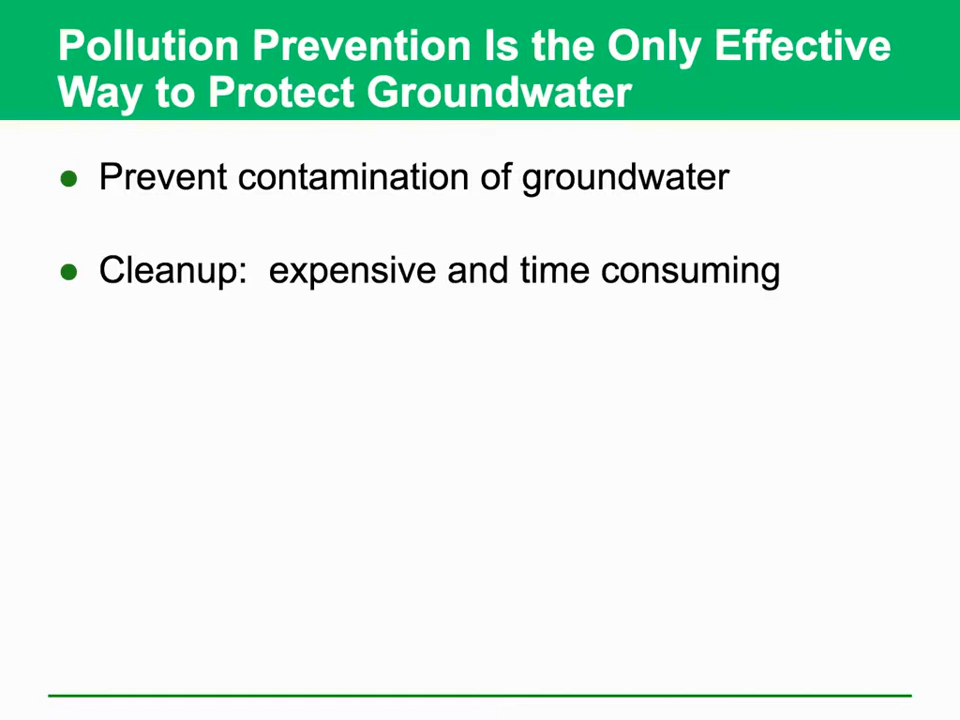 Pollution Prevention Is the Only Effective
Way to Protect Groundwater
● Prevent contamination of groundwater
● Cleanup:  expensive and time consuming